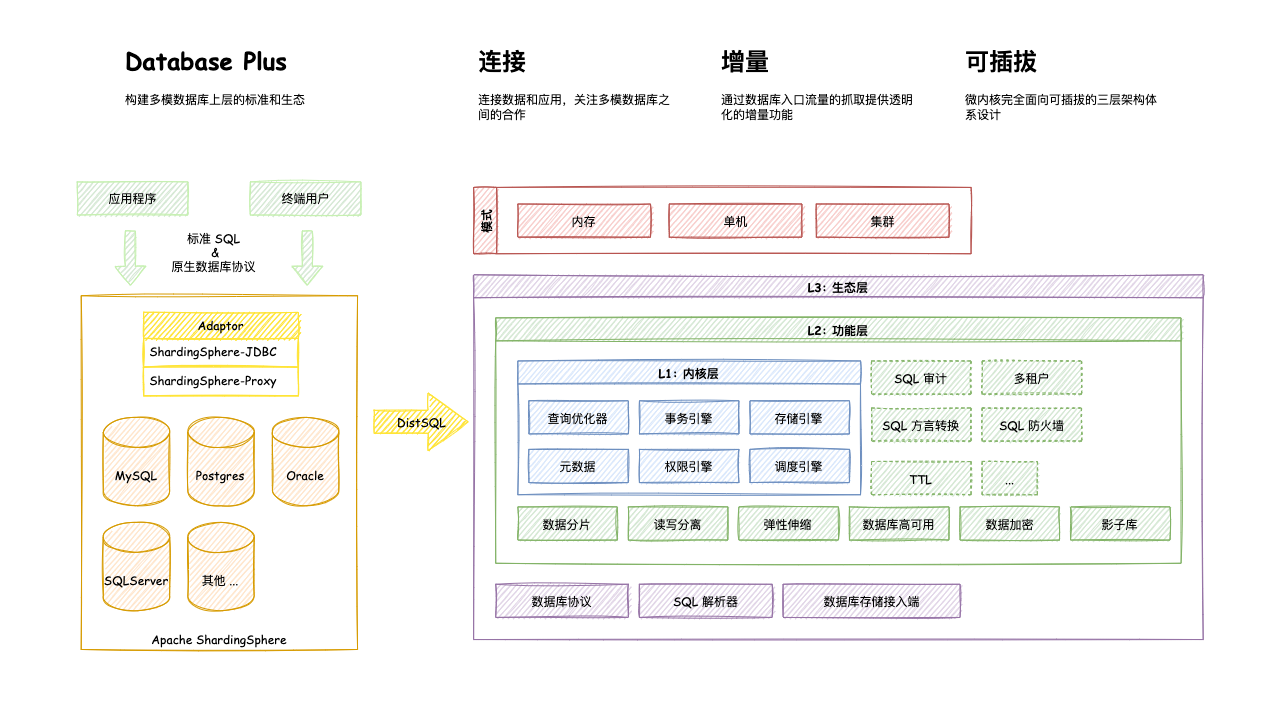 Database Plus
构建多模数据库上层的标准和生态
连接
连接数据和应用，关注多模数据库之
间的合作
增量
通过数据库入口流量的抓取提供透明
化的增量功能
可插拔
微内核完全面向可插拔的三层架构体
系设计
应用程序
终端用户
标准 SQL
&
原生数据库协议
Adaptor
ShardingSphere-JDBC
ShardingSphere-Proxy
MySQL
Postgres
Oracle
SQLServer
其他 ...
Apache ShardingSphere
DistSQL
模式
内存
单机
集群
L3: 生态层
L2: 功能层
L1: 内核层
查询优化器
事务引擎
存储引擎
元数据
权限引擎
调度引擎
SQL 审计
多租户
SQL 方言转换
SQL 防火墙
TTL
...
数据分片
读写分离
弹性伸缩
数据库高可用
数据加密
影子库
数据库协议
SQL 解析器
数据库存储接入端